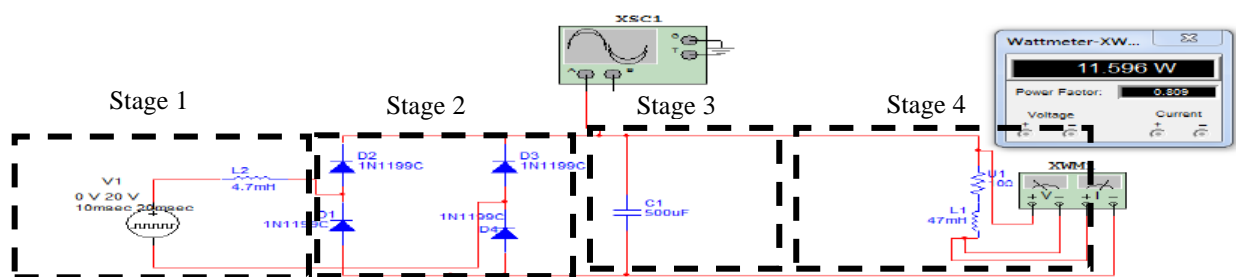 XSC1
G
T
A
B
Wattmeter-XW...
11.596 W
Power Factor: 0.809
Voltage Current
+ - + -
Stage 1
Stage 2
Stage 3
Stage 4
V1
0 V 20 V
10msec 20msec
L2
4.7mH
D2
1N1199C
D3
1N1199C
D1
1N1199C
1N1199C
D4
C1
500uF
U1
L1
47mH
XWM1
V I
+ - + -